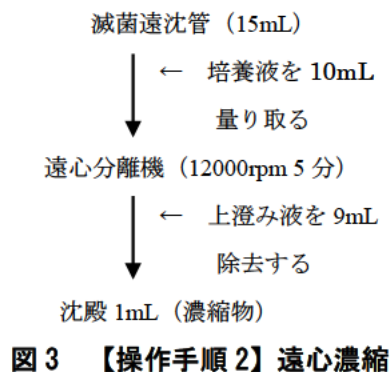 滅菌遠沈管（15mL）
← 培養液を 10mL
量り取る
遠心分離機（12000rpm 5 分）
← 上澄み液を 9mL
除去する
沈殿 1mL（濃縮物）
図 3 【操作手順 2】遠心濃縮